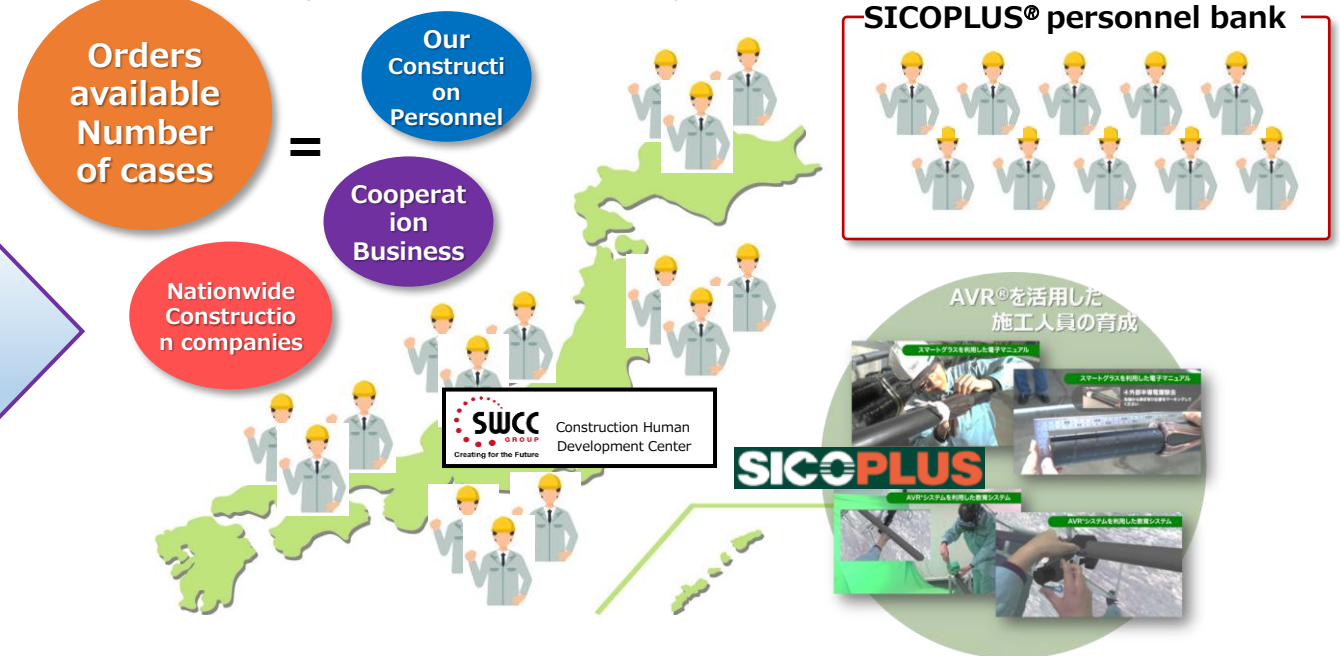 Orders
available
Number
of cases
=
Our
Constructi
on
Personnel
Cooperat
ion
Business
Nationwide
Constructio
n companies
SICOPLUS® personnel bank
SWCC
GROUP
Creating for the Future
Construction Human
Development Center
SICOPLUS
AVR®を活用した
施工人員の育成
スマートグラスを利用した電子マニュアル
スマートグラスを利用した電子マニュアル
AVR®システムを利用した教育システム
AVR®システムを利用した教育システム